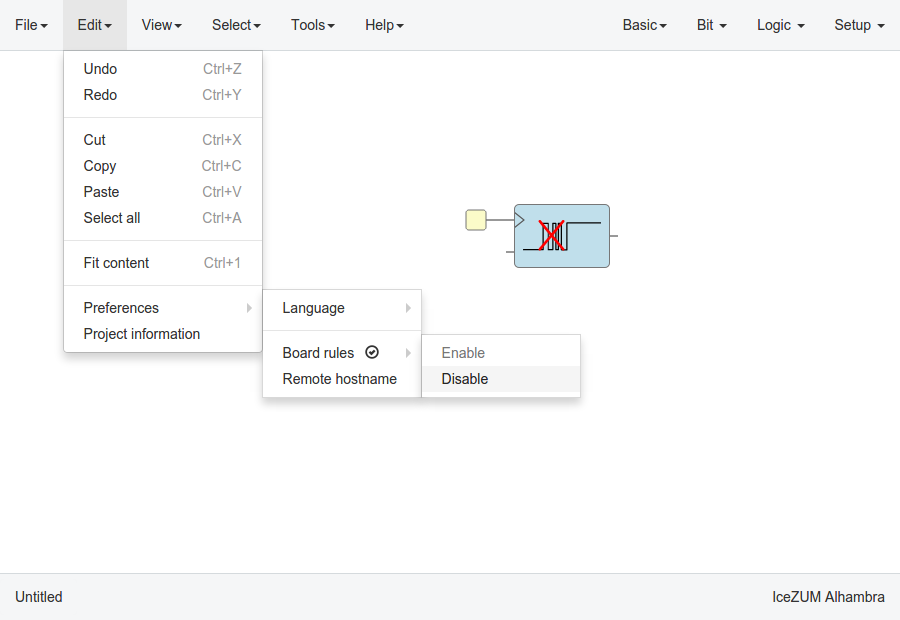 File Edit View Select Tools Help Basic Bit Logic Setup
Undo Ctrl+Z
Redo Ctrl+Y
Cut Ctrl+X
Copy Ctrl+C
Paste Ctrl+V
Select all Ctrl+A
Fit content Ctrl+1
Preferences
Project information
Language
Board rules
Remote hostname
Enable
Disable
Untitled IceZUM Alhambra